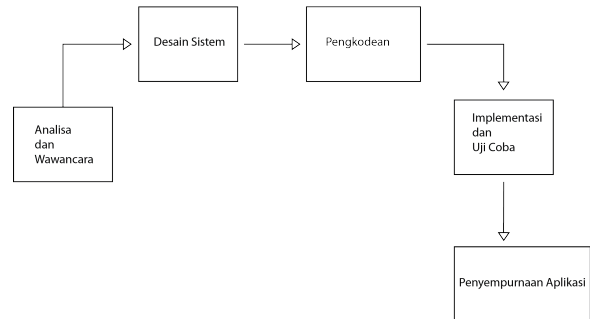 Analisa
dan
Wawancara
Desain Sistem
Pengkodean
Implementasi
dan
Uji Coba
Penyempurnaan Aplikasi